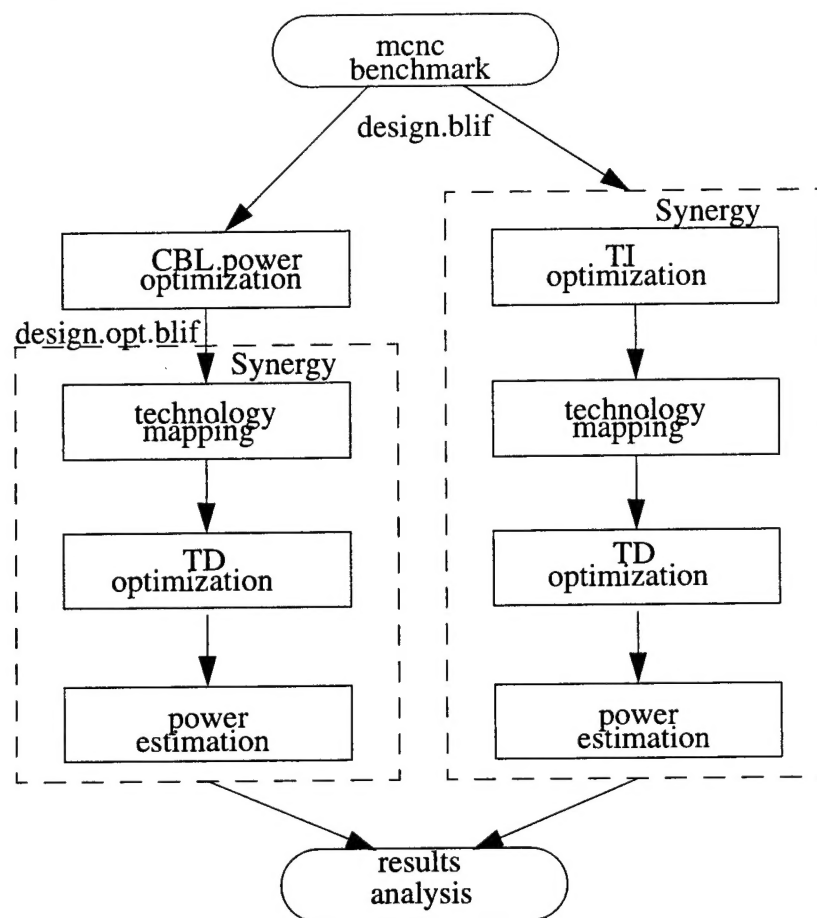 mcnc
benchmark
design.blif
CBL.power
optimization
design.opt.blif
Synergy
technology
mapping
TD
optimization
power
estimation
Synergy
TI
optimization
technology
mapping
TD
optimization
power
estimation
results
analysis